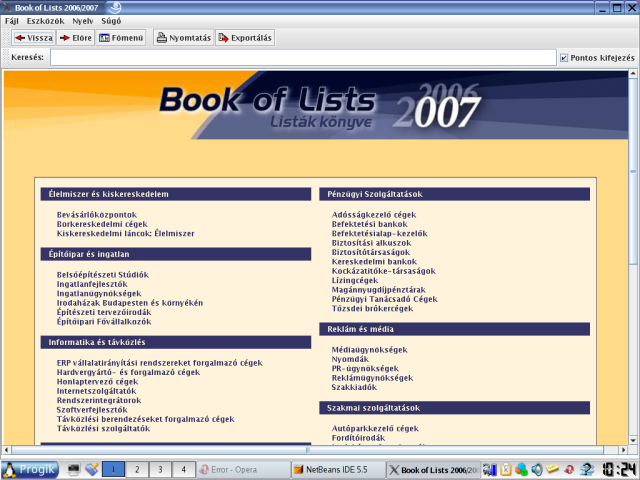 Book of Lists 2006/2007
Fájl Eszközök Nyelv Súgó
Vissza Előre Főmenü Nyomtatás Exportálás
Keresés: Pontos kifejezés
Book of Lists 2006 2007
Listák könyve
Élelmiszer és kiskereskedelem
Bevásárlóközpontok
Borkereskedelmi cégek
Kiskereskedelmi láncok: Élelmiszer
Építőipar és ingatlan
Belsőépítészeti Stúdiók
Ingatlanfejlesztők
Ingatlanügynökségek
Irodaházak Budapesten és környékén
Építészeti tervezőirodák
Építőipari Fővállalkozók
Informatika és távközlés
ERP vállalatirányítási rendszereket forgalmazó cégek
Hardvergyártó- és forgalmazó cégek
Honlaptervező cégek
Internetszolgáltatók
Rendszerintegrátorok
Szoftverfejlesztők
Távközlési berendezéseket forgalmazó cégek
Távközlési szolgáltatók
Pénzügyi Szolgáltatások
Adósságkezelő cégek
Befektetési bankok
Befektetésialap-kezelők
Biztosítási alkuszok
Biztosítótársaságok
Kereskedelmi bankok
Kockázatitőke-társaságok
Lízingcégek
Magánnyugdíjpénztárak
Pénzügyi Tanácsadó Cégek
Tőzsdei brókercégek
Reklám és média
Médiaügynökségek
Nyomdák
PR-ügynökségek
Reklámügynökségek
Szakkiadók
Szakmai szolgáltatások
Autóparkkezelő cégek
Fordítóirodák
Progik 1 2 3 4 Error - Opera NetBeans IDE 5.5 Book of Lists 2006/200 10:24